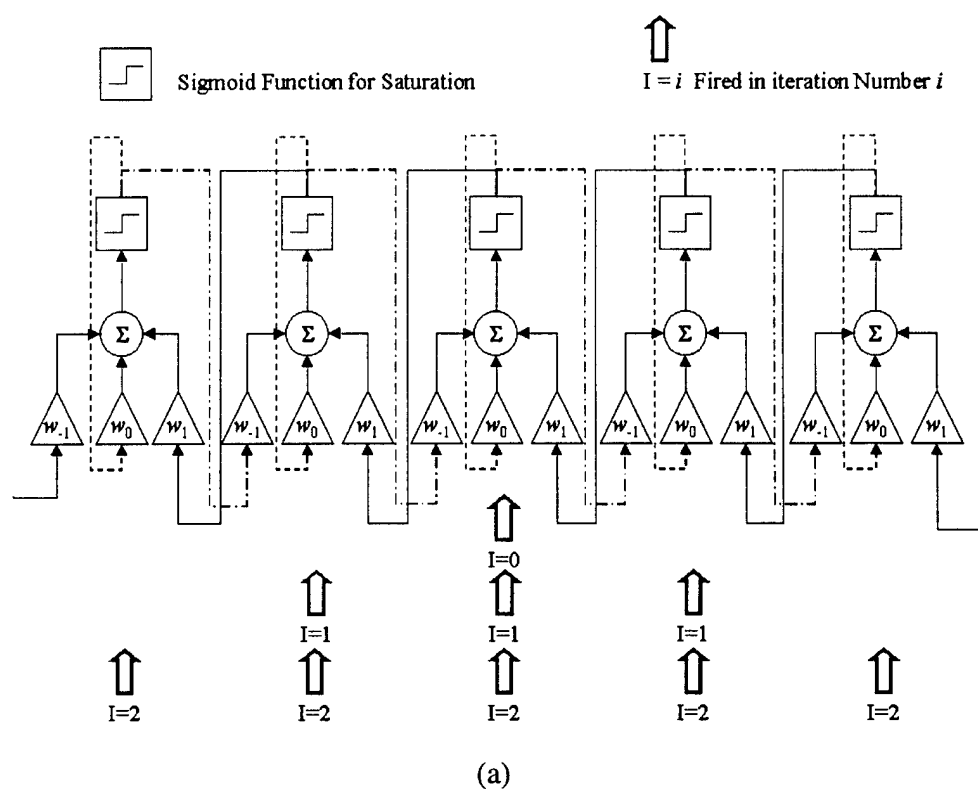 Sigmoid Function for Saturation
I = i Fired in iteration Number i
Σ Σ Σ Σ Σ
w-1 w0 w1 w-1 w0 w1 w-1 w0 w1 w-1 w0 w1 w-1 w0 w1
I=0
I=1 I=1 I=1
I=2 I=2 I=2 I=2 I=2
(a)